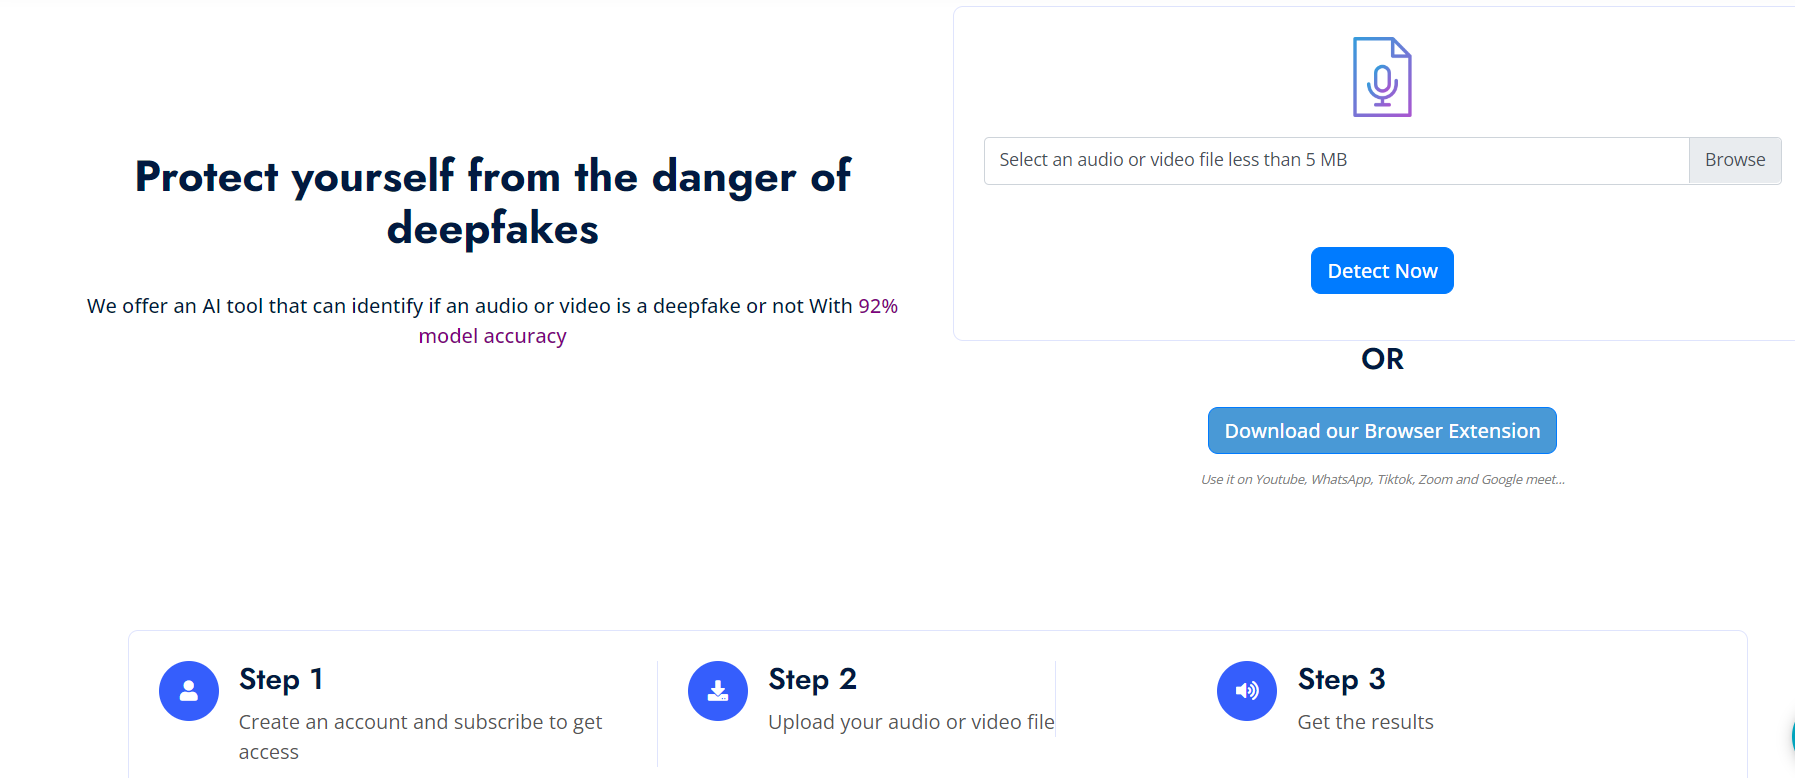 Protect yourself from the danger of
deepfakes
We offer an AI tool that can identify if an audio or video is a deepfake or not With 92%
model accuracy
Select an audio or video file less than 5 MB
Browse
Detect Now
OR
Download our Browser Extension
Use it on Youtube, WhatsApp, Tiktok, Zoom and Google meet...
Step 1
Create an account and subscribe to get
access
Step 2
Upload your audio or video file
Step 3
Get the results